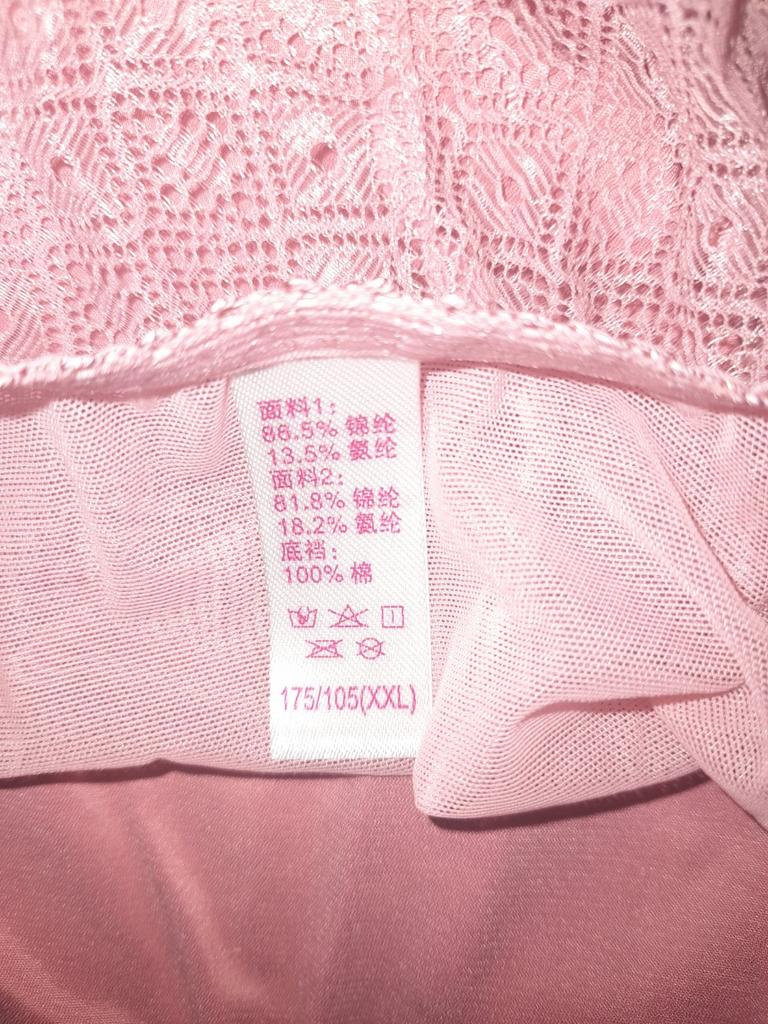 面料1:
86.5% 锦纶
13.5% 氨纶
面料2:
81.8% 锦纶
18.2% 氨纶
底裆:
100% 棉
175/105(XXL)